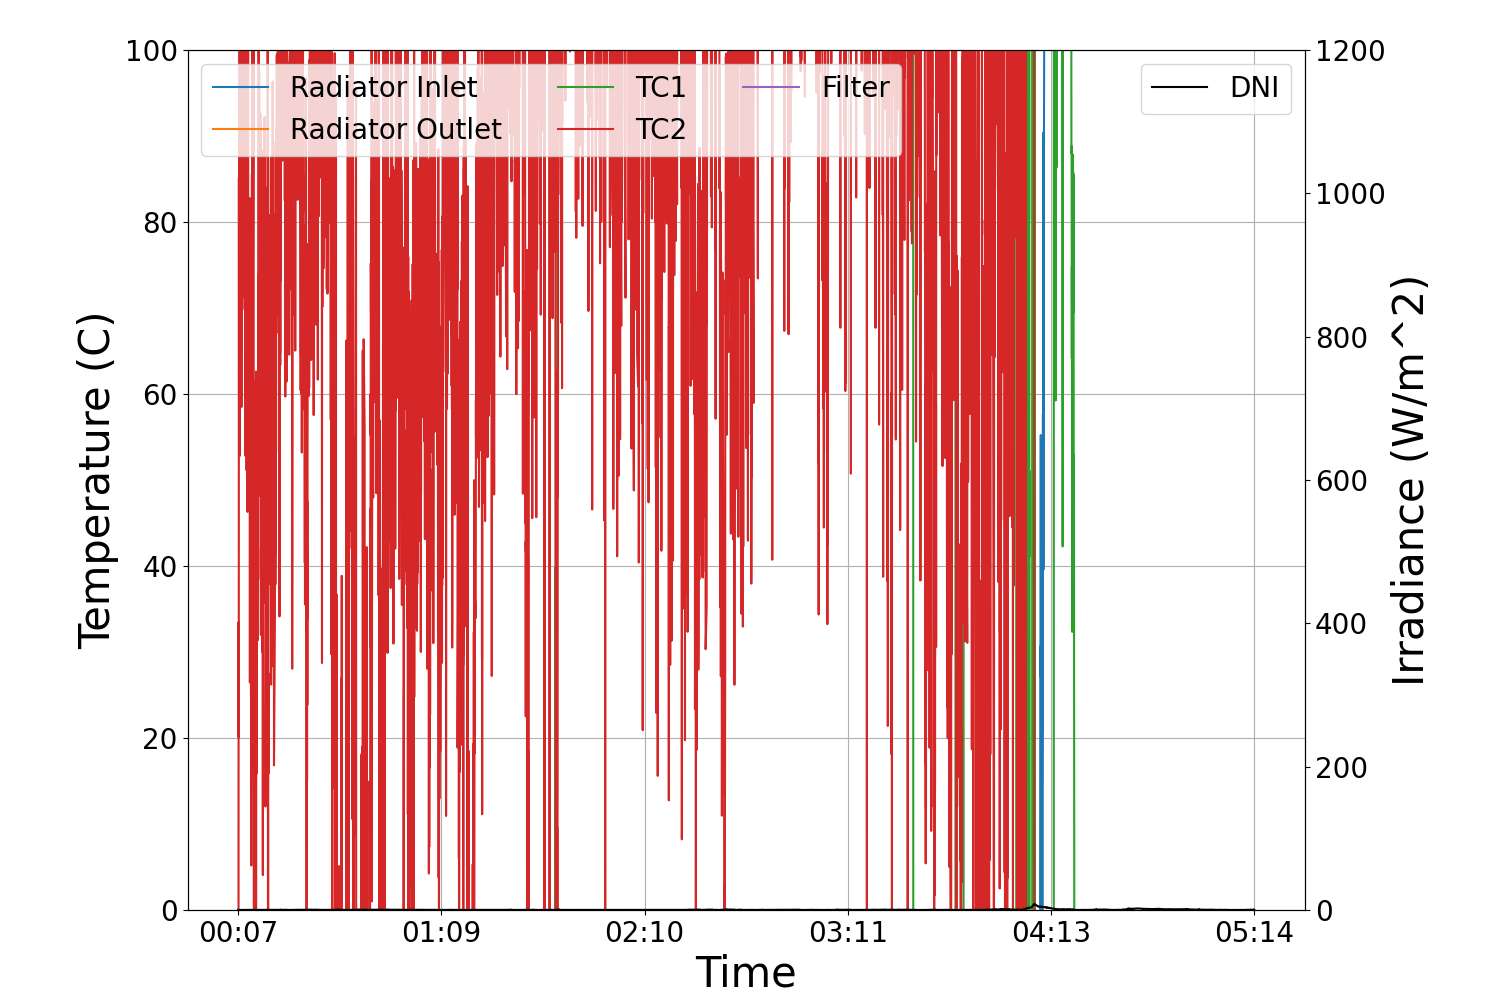 100
80
60
40
20
0
Temperature (C)
Radiator Inlet
Radiator Outlet
TC1
TC2
Filter
DNI
1200
1000
800
600
400
200
0
Irradiance (W/m^2)
00:07 01:09 02:10 03:11 04:13 05:14
Time